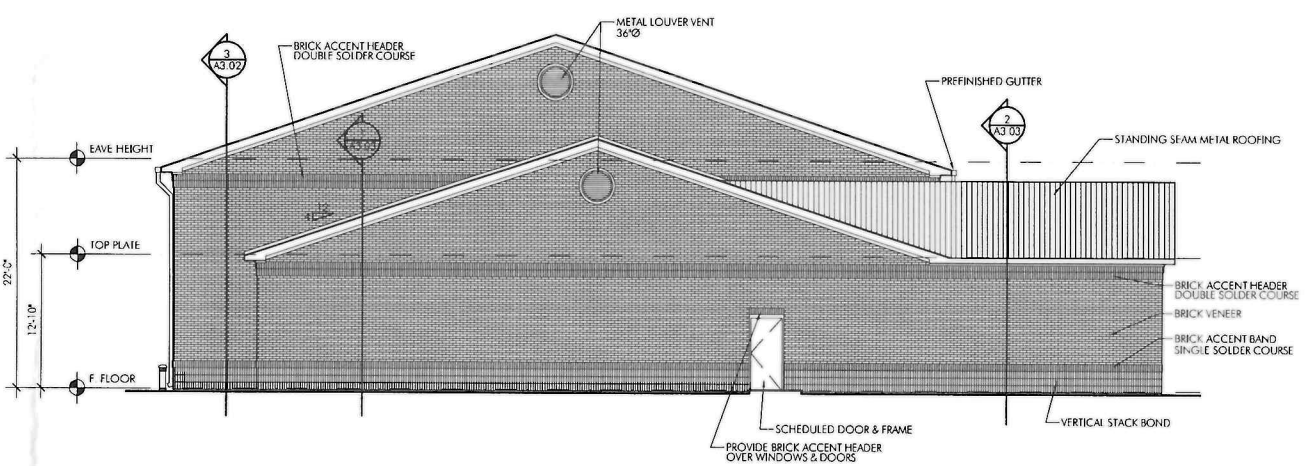 METAL LOUVER VENT
36"Ø
3
A3.02
BRICK ACCENT HEADER
DOUBLE SOLDER COURSE
PREFINISHED GUTTER
2
A3.03
1
A3.03
STANDING SEAM METAL ROOFING
EAVE HEIGHT
12
4
TOP PLATE
22'-0"
12'-10"
BRICK ACCENT HEADER
DOUBLE SOLDER COURSE
BRICK VENEER
BRICK ACCENT BAND
SINGLE SOLDER COURSE
F. FLOOR
VERTICAL STACK BOND
SCHEDULED DOOR & FRAME
PROVIDE BRICK ACCENT HEADER
OVER WINDOWS & DOORS